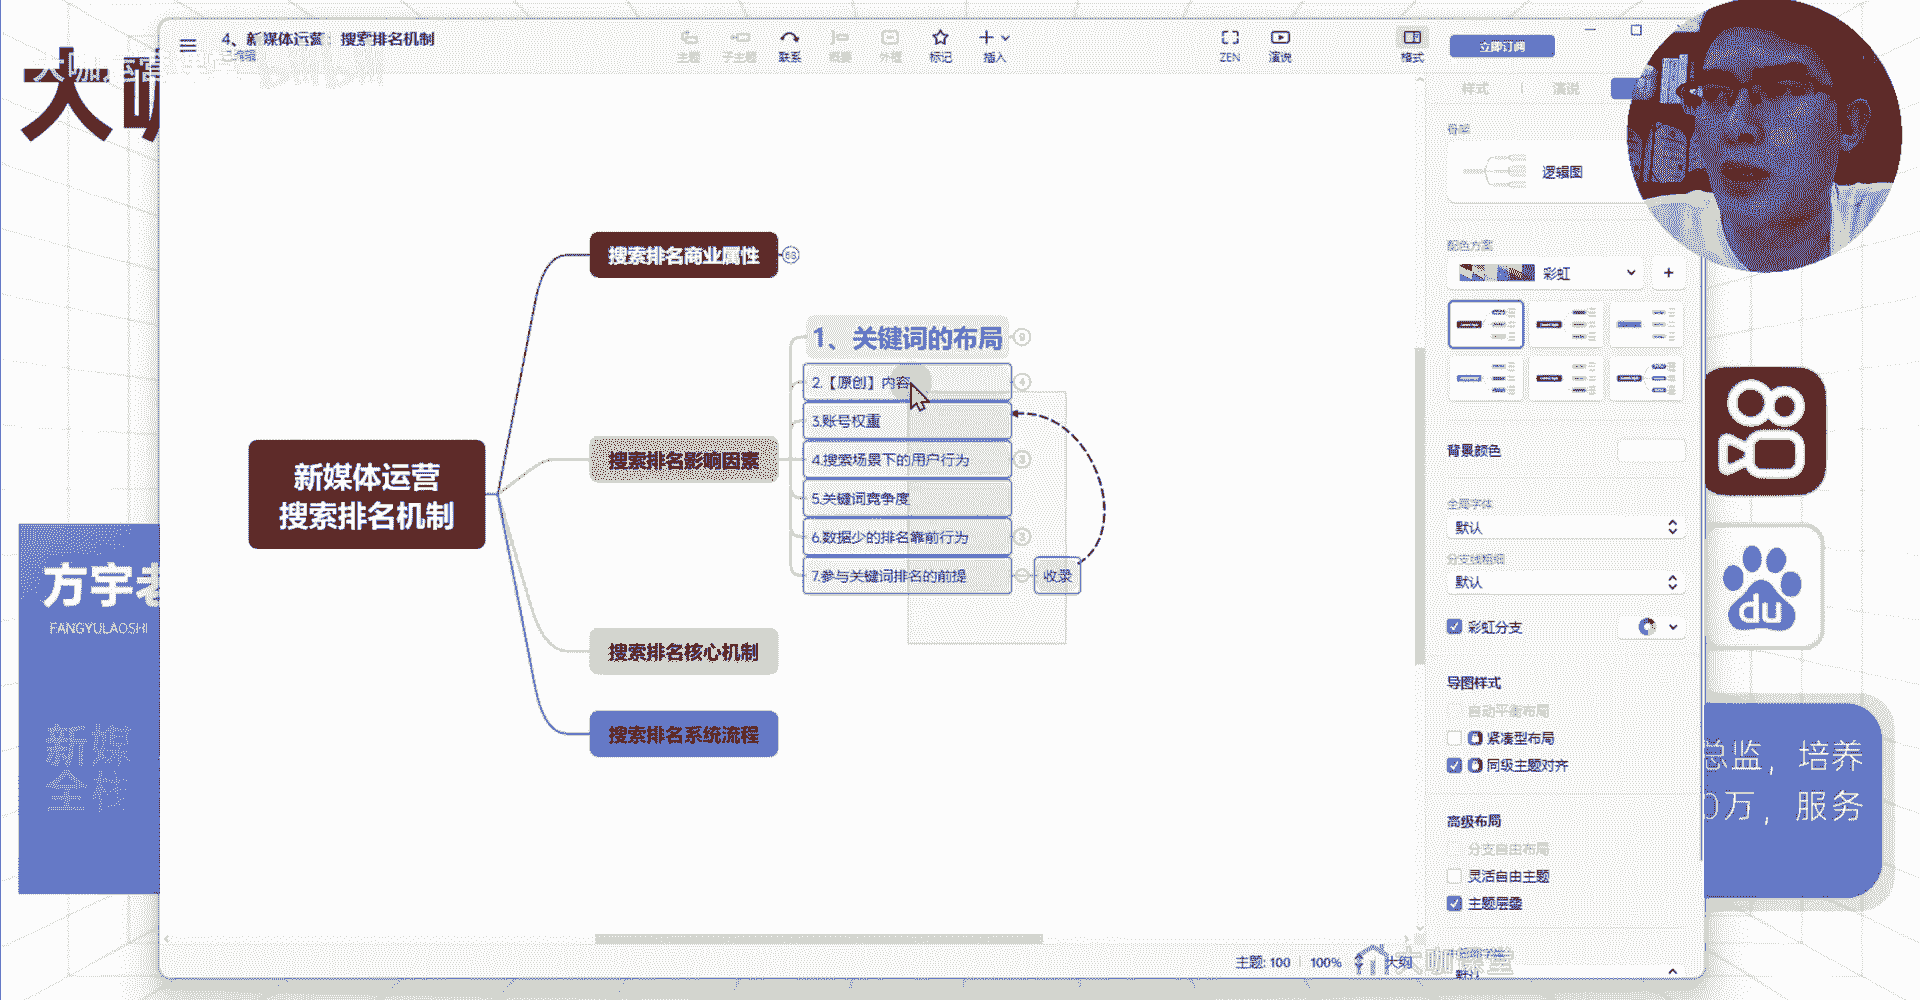 4、新媒体运营：搜索排名机制
已编辑
主题
子主题
联系
概要
外框
标记
插入
ZEN
演说
格式
立即订阅
样式
演说
大咖
骨架
逻辑图
配色方案
彩虹
背景颜色
全局字体
默认
分支线粗细
默认
彩虹分支
导图样式
自动平衡布局
紧凑型布局
同级主题对齐
高级布局
分支自由布局
灵活自由主题
主题层叠
默认
新媒体运营
搜索排名机制
搜索排名商业属性
68
搜索排名影响因素
1、关键词的布局
9
2.【原创】内容
4
3.账号权重
4.搜索场景下的用户行为
3
5.关键词竞争度
6.数据少的排名靠前行为
3
7.参与关键词排名的前提
收录
搜索排名核心机制
搜索排名系统流程
方宇老
FANGYULAOSHI
新媒
全栈
du
总监，培养
0万，服务
主题: 100
100%
大纲
大咖课堂